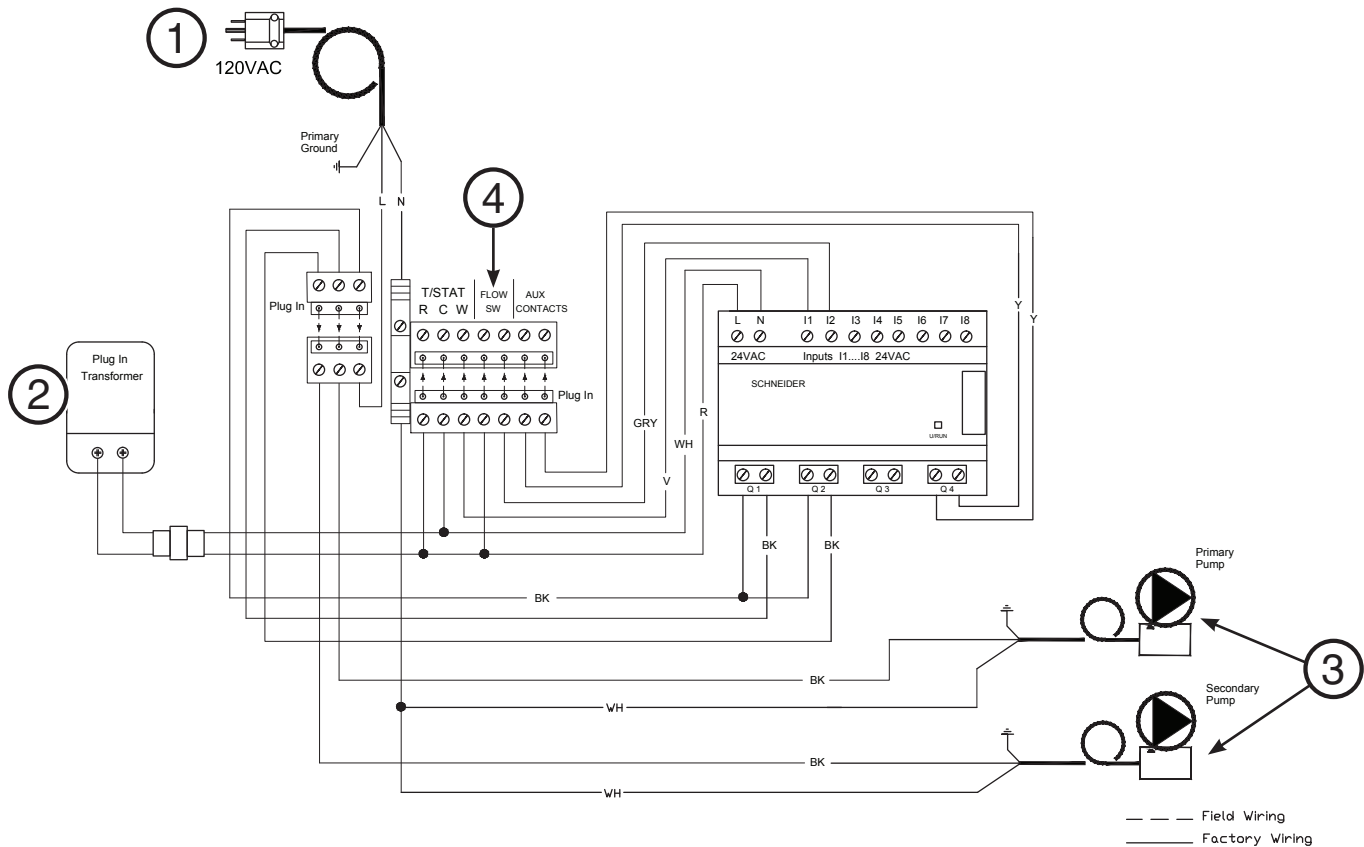 1
120VAC
Primary
Ground
L N
4
T/STAT
R C W
FLOW
SW
AUX
CONTACTS
Plug In
Plug In
2
Plug In
Transformer
GRY
V
WH
R
Y
Y
L N I1 I2 I3 I4 I5 I6 I7 I8
24VAC Inputs I1....I8 24VAC
SCHNEIDER
U/RUN
Q 1 Q 2 Q 3 Q 4
BK BK
BK
Primary
Pump
3
BK
WH
Secondary
Pump
BK
WH
Field Wiring
Factory Wiring